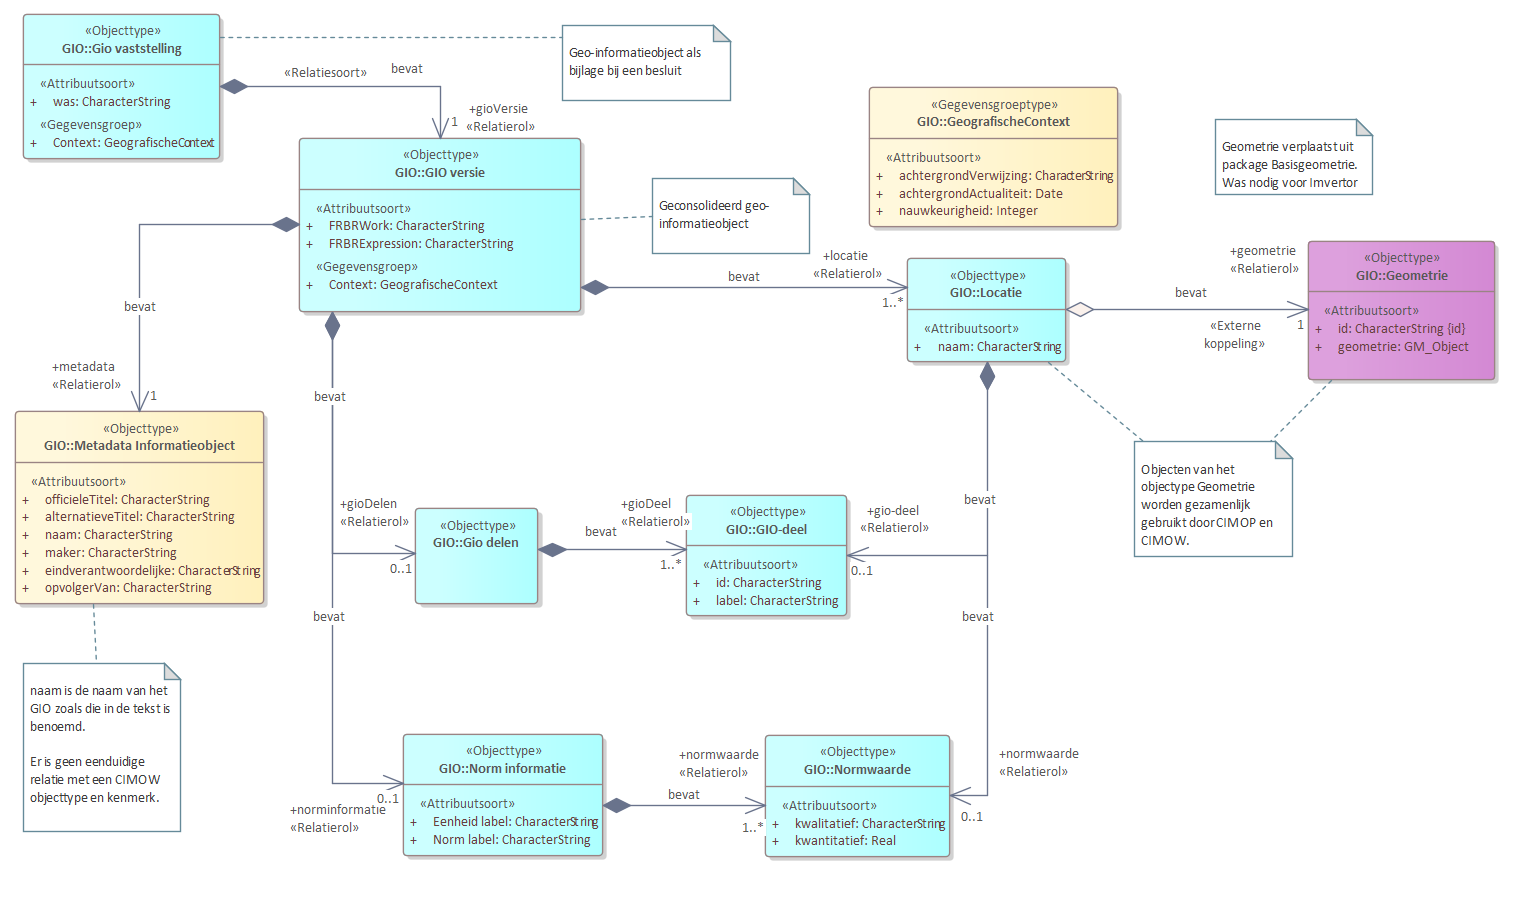 «Objecttype»
GIO::Gio vaststelling
«Attribuutsoort»
+ was: CharacterString
«Gegevensgroep»
+ Context: GeografischeContext
«Relatiesoort»
bevat
+gioVersie
1 «Relatierol»
Geo-informatieobject als
bijlage bij een besluit
«Gegevensgroeptype»
GIO::GeografischeContext
«Attribuutsoort»
+ achtergrondVerwijzing: CharacterString
+ achtergrondActualiteit: Date
+ nauwkeurigheid: Integer
Geometrie verplaatst uit
package Basisgeometrie.
Was nodig voor Imvertor
«Objecttype»
GIO::GIO versie
«Attribuutsoort»
+ FRBRWork: CharacterString
+ FRBRExpression: CharacterString
«Gegevensgroep»
+ Context: GeografischeContext
Geconsolideerd geo-
informatieobject
bevat
+locatie
«Relatierol»
1..*
«Objecttype»
GIO::Locatie
«Attribuutsoort»
+ naam: CharacterString
bevat
«Externe
koppeling»
+geometrie
«Relatierol»
1
«Objecttype»
GIO::Geometrie
«Attribuutsoort»
+ id: CharacterString {id}
+ geometrie: GM_Object
bevat
+metadata
«Relatierol»
1
«Objecttype»
GIO::Metadata Informatieobject
«Attribuutsoort»
+ officieleTitel: CharacterString
+ alternatieveTitel: CharacterString
+ naam: CharacterString
+ maker: CharacterString
+ eindverantwoordelijke: CharacterString
+ opvolgerVan: CharacterString
bevat
+gioDelen
«Relatierol»
0..1
«Objecttype»
GIO::Gio delen
bevat
+gioDeel
«Relatierol»
1..*
«Objecttype»
GIO::GIO-deel
«Attribuutsoort»
+ id: CharacterString
+ label: CharacterString
+gio-deel
«Relatierol»
0..1
bevat
Objecten van het
objectype Geometrie
worden gezamenlijk
gebruikt door CIMOP en
CIMOW.
bevat
bevat
naam is de naam van het
GIO zoals die in de tekst is
benoemd.
Er is geen eenduidige
relatie met een CIMOW
objecttype en kenmerk.
0..1
+norminformatie
«Relatierol»
«Objecttype»
GIO::Norm informatie
«Attribuutsoort»
+ Eenheid label: CharacterString
+ Norm label: CharacterString
+normwaarde
«Relatierol»
bevat
1..*
«Objecttype»
GIO::Normwaarde
«Attribuutsoort»
+ kwalitatief: CharacterString
+ kwantitatief: Real
+normwaarde
«Relatierol»
0..1